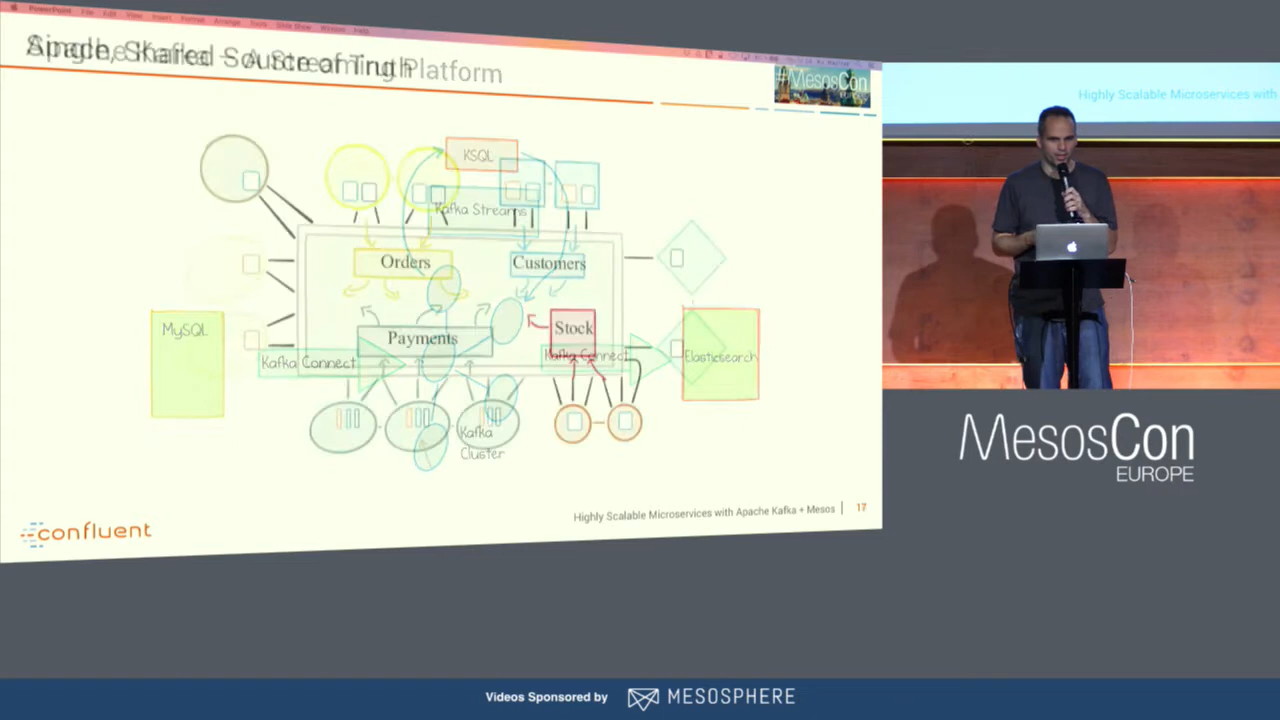 Single, Shared Source of Truth
Apache Kafka – A Streaming Platform
#MesosCon
EUROPE
Highly Scalable Microservices with
KSQL
Kafka Streams
Orders
Customers
MySQL
Payments
Stock
Kafka Connect
Kafka Connect
Elasticsearch
Kafka
Cluster
MesosCon
EUROPE
Highly Scalable Microservices with Apache Kafka + Mesos
17
confluent
Videos Sponsored by
MESOSPHERE